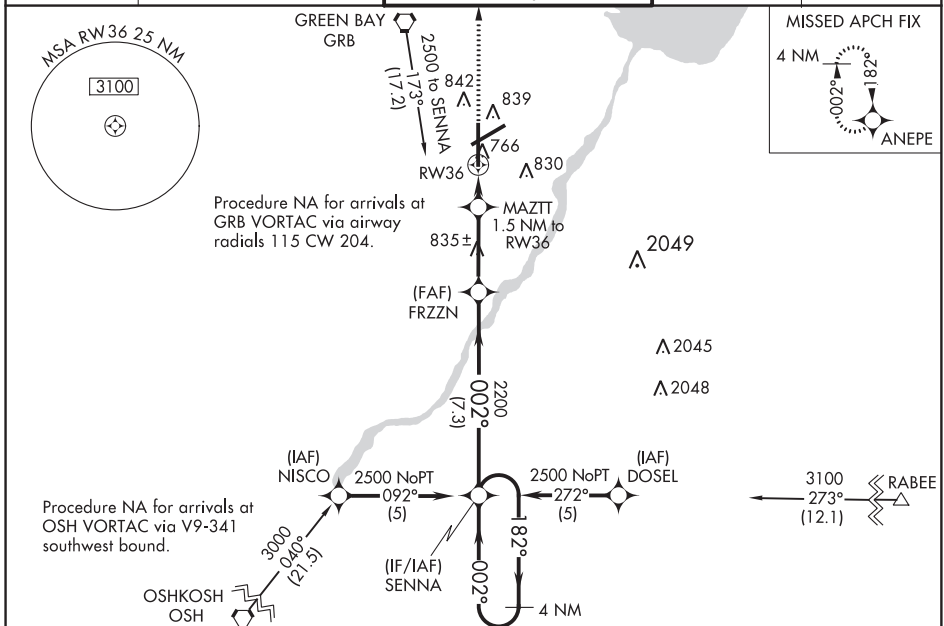 MSA RW36 25 NM
3100
GREEN BAY
GRB
2500 to SENNA
173°
(17.2)
842
839
766
RW36
830
MISSED APCH FIX
4 NM
002°
182°
ANEPE
Procedure NA for arrivals at
GRB VORTAC via airway
radials 115 CW 204.
MAZTT
1.5 NM to
RW36
835±
2049
(FAF)
FRZZN
2045
2048
2200
002°
(7.3)
(IAF)
NISCO
2500 NoPT
092°
(5)
2500 NoPT
272°
(5)
(IAF)
DOSEL
3100
273°
(12.1)
RABEE
Procedure NA for arrivals at
OSH VORTAC via V9-341
southwest bound.
3000
040°
(21.5)
(IF/IAF)
SENNA
002°
182°
4 NM
OSHKOSH
OSH